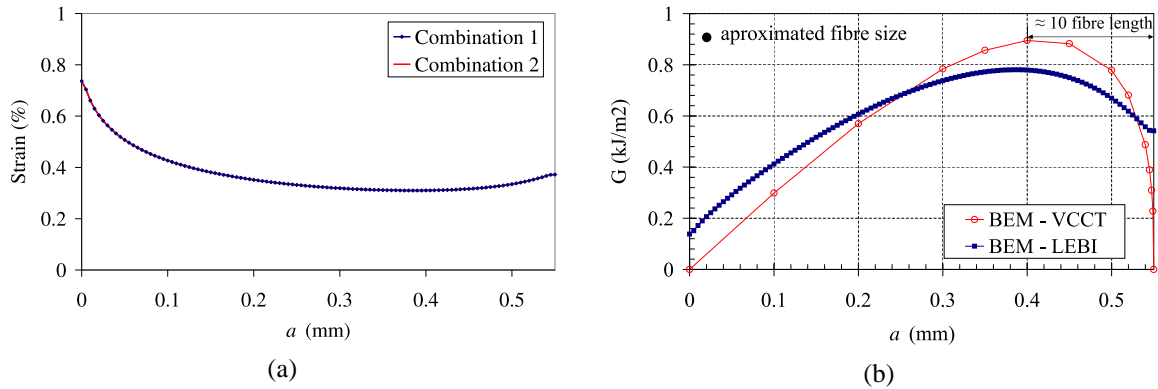 1
0.8
0.6
0.4
0.2
0
Strain (%)
Combination 1
Combination 2
0 0.1 0.2 0.3 0.4 0.5
a (mm)
(a)
1
0.8
0.6
0.4
0.2
0
G (kJ/m2)
aproximated fibre size
≈ 10 fibre length
BEM - VCCT
BEM - LEBI
0 0.1 0.2 0.3 0.4 0.5
a (mm)
(b)